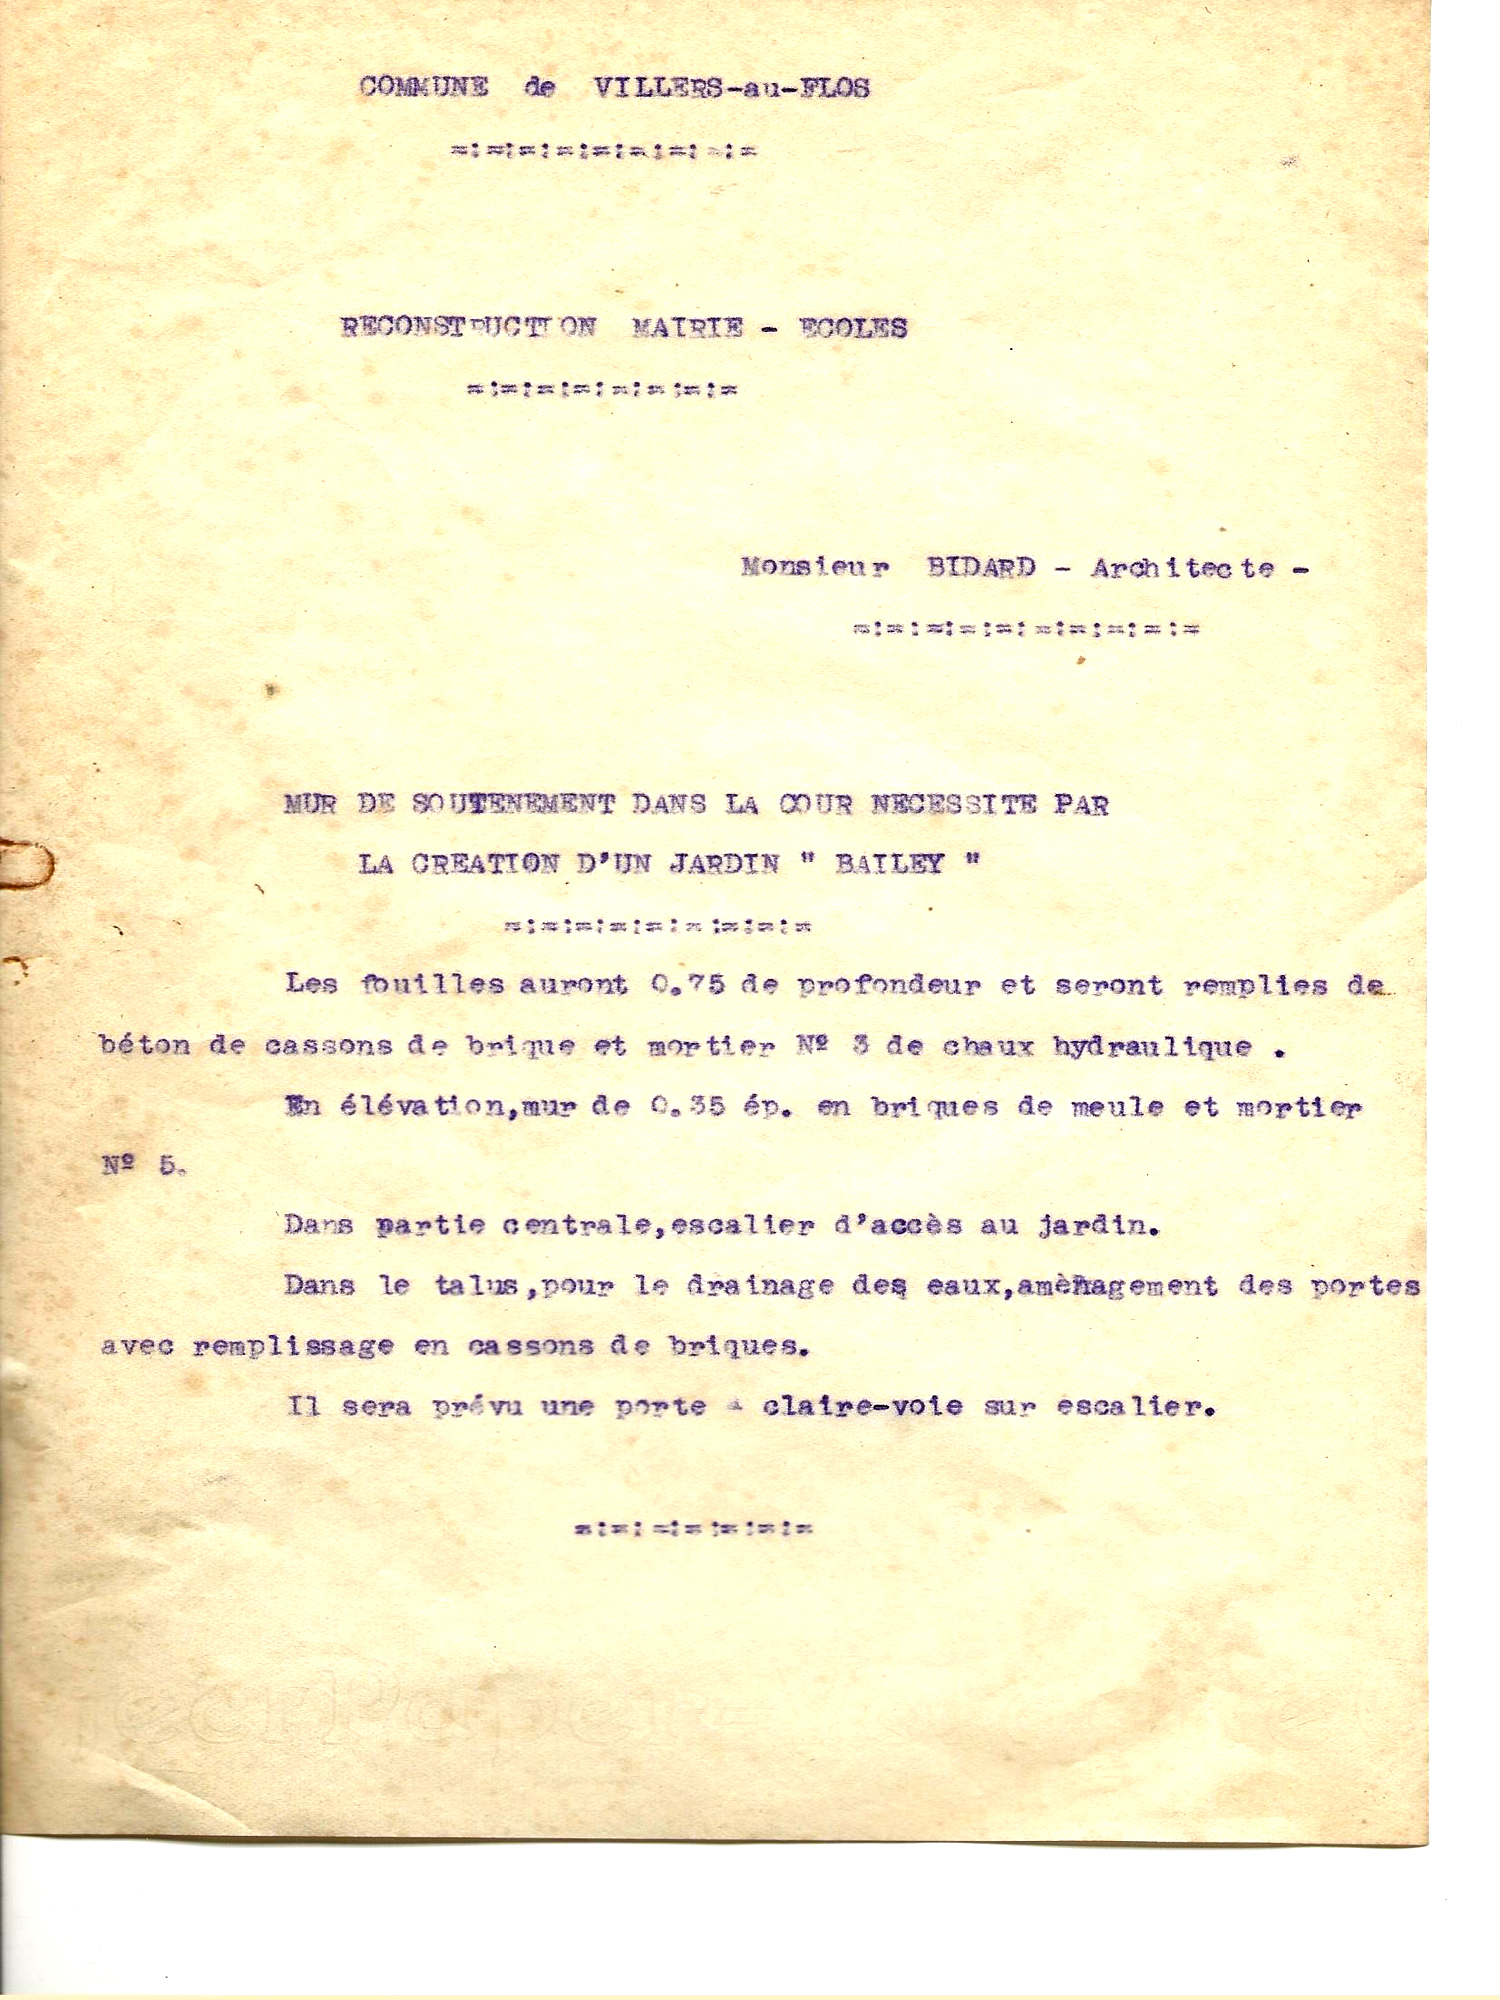 COMMUNE de VILLERS-au-FLOS
=:=:=:=:=:=:=:=:=
RECONSTRUCTION MAIRIE - ECOLES
=:=:=:=:=:=:=:=
Monsieur BIDARD - Architecte -
=:=:=:=:=:=:=:=:=:=
MUR DE SOUTENEMENT DANS LA COUR NECESSITE PAR
LA CREATION D'UN JARDIN " BAILEY "
=:=:=:=:=:=:=:=:=
Les fouilles auront 0.75 de profondeur et seront remplies de
béton de cassons de brique et mortier Nº 3 de chaux hydraulique .
En élévation,mur de 0.35 ép. en briques de meule et mortier
Nº 5.
Dans partie centrale,escalier d'accès au jardin.
Dans le talus,pour le drainage des eaux,amènagement des portes
avec remplissage en cassons de briques.
Il sera prévu une porte à claire-voie sur escalier.
=:=:=:=:=:=:=